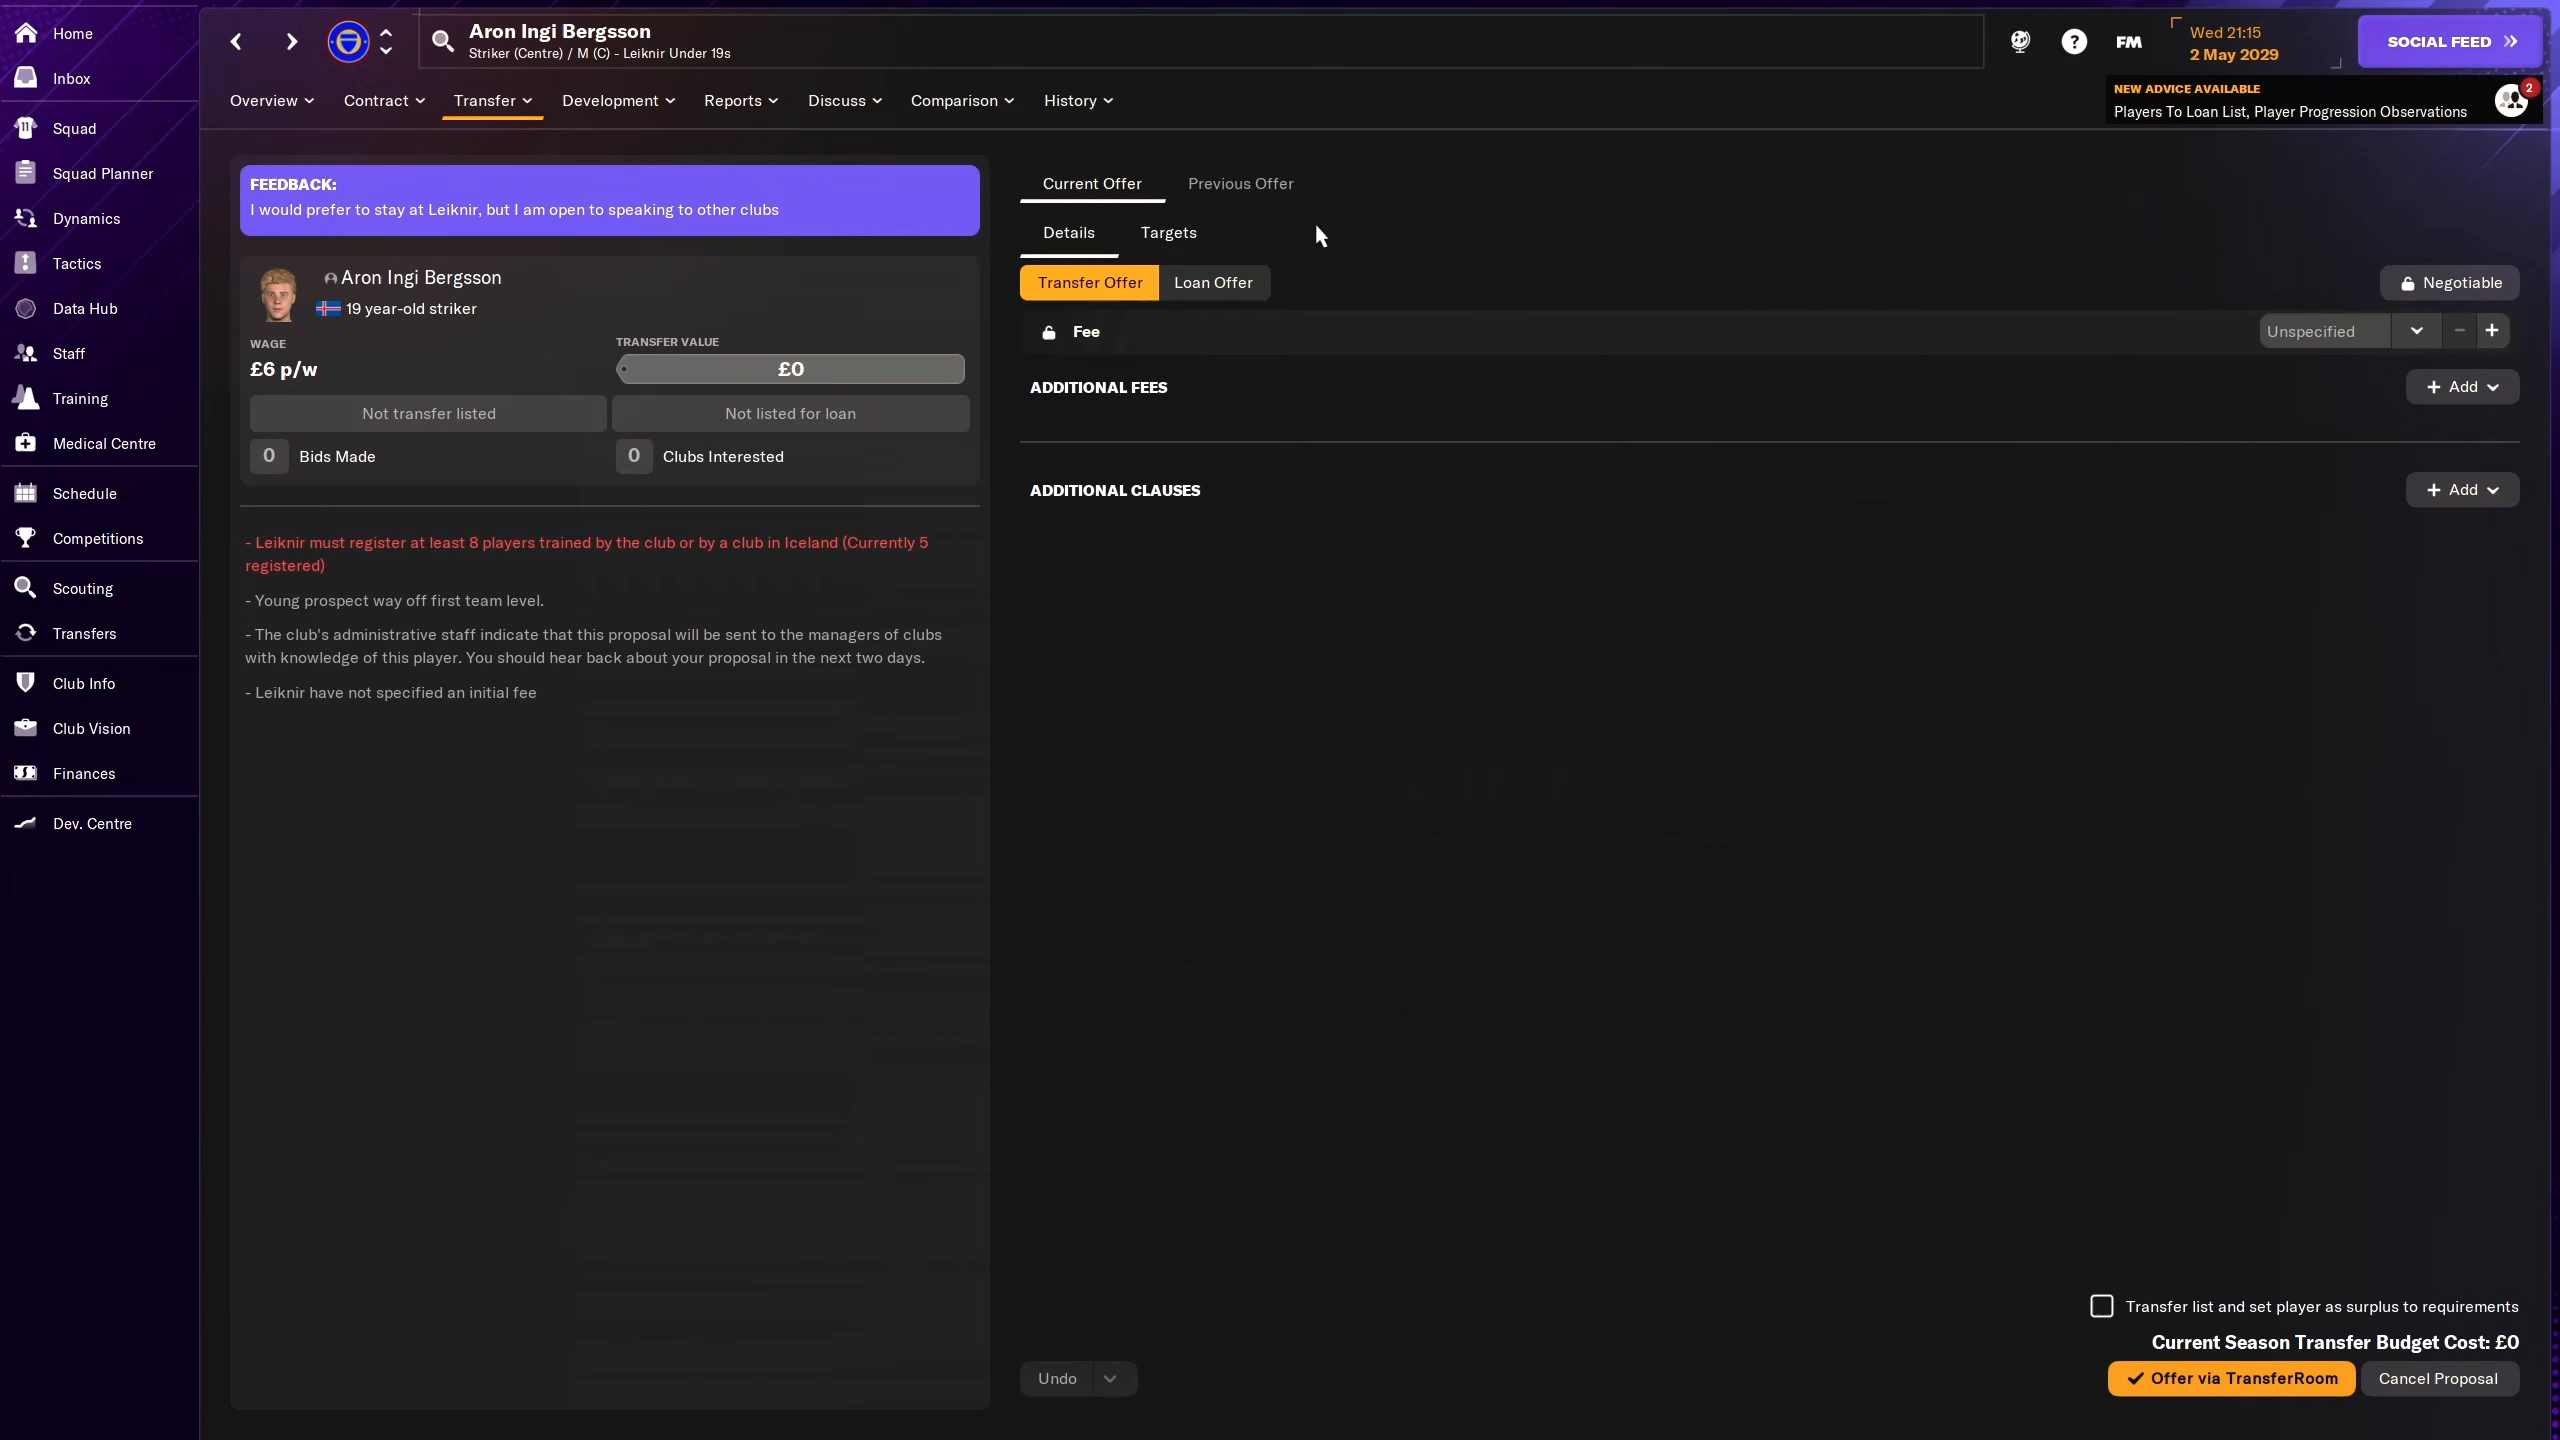 Home
Inbox
Squad
Squad Planner
Dynamics
Tactics
Data Hub
Staff
Training
Medical Centre
Schedule
Competitions
Scouting
Transfers
Club Info
Club Vision
Finances
Dev. Centre
Aron Ingi Bergsson
Striker (Centre) / M (C) - Leiknir Under 19s
FM
Wed 21:15
2 May 2029
SOCIAL FEED
Overview Contract Transfer Development Reports Discuss Comparison History
NEW ADVICE AVAILABLE
Players To Loan List, Player Progression Observations
2
FEEDBACK:
I would prefer to stay at Leiknir, but I am open to speaking to other clubs
Aron Ingi Bergsson
19 year-old striker
WAGE
£6 p/w
TRANSFER VALUE
£0
Not transfer listed
Not listed for loan
0 Bids Made
0 Clubs Interested
- Leiknir must register at least 8 players trained by the club or by a club in Iceland (Currently 5
registered)
- Young prospect way off first team level.
- The club's administrative staff indicate that this proposal will be sent to the managers of clubs
with knowledge of this player. You should hear back about your proposal in the next two days.
- Leiknir have not specified an initial fee
Current Offer Previous Offer
Details Targets
Transfer Offer Loan Offer
Negotiable
Fee
Unspecified
ADDITIONAL FEES
+ Add
ADDITIONAL CLAUSES
+ Add
Transfer list and set player as surplus to requirements
Current Season Transfer Budget Cost: £0
Undo
Offer via TransferRoom
Cancel Proposal